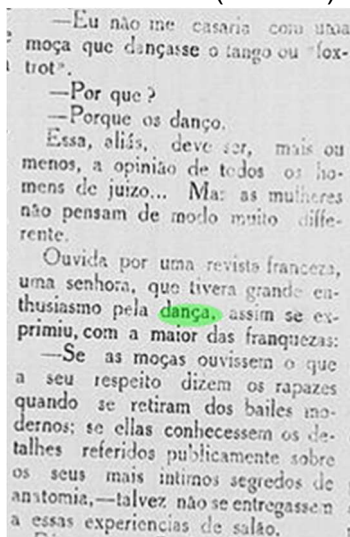 —Eu não me casaria com uma
moça que dançasse o tango ou "fox-
trot".
—Por que?
—Porque os danço.
Essa, aliás, deve ser, mais ou
menos, a opinião de todos os ho-
mens de juizo... Mas as mulheres
não pensam de modo muito diffe-
rente.
Ouvida por uma revista franceza,
uma senhora, que tivera grande en-
thusiasmo pela dança, assim se ex-
primiu, com a maior das franquezas:
—Se as moças ouvissem o que
a seu respeito dizem os rapazes
quando se retiram dos bailes mo-
dernos; se ellas conhecessem os de-
talhes referidos publicamente sobre
os seus mais intimos segredos de
anatomia,—talvez não se entregassem
a essas experiencias de salão.